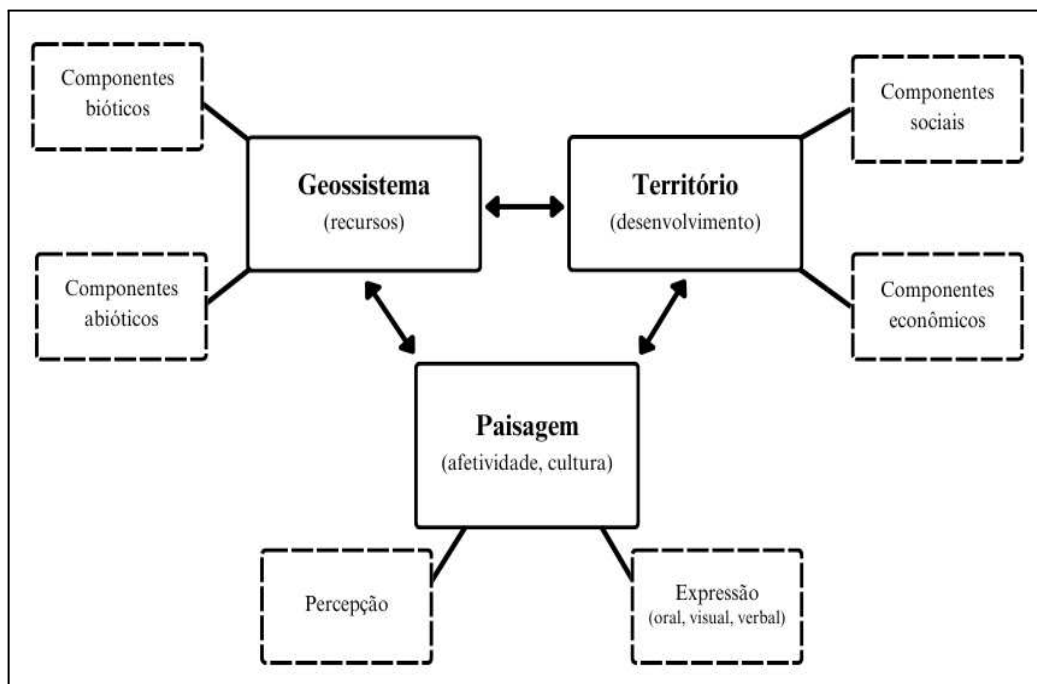 Componentes
bióticos
Componentes
sociais
Geossistema
(recursos)
Território
(desenvolvimento)
Componentes
abióticos
Componentes
econômicos
Paisagem
(afetividade, cultura)
Percepção
Expressão
(oral, visual, verbal)